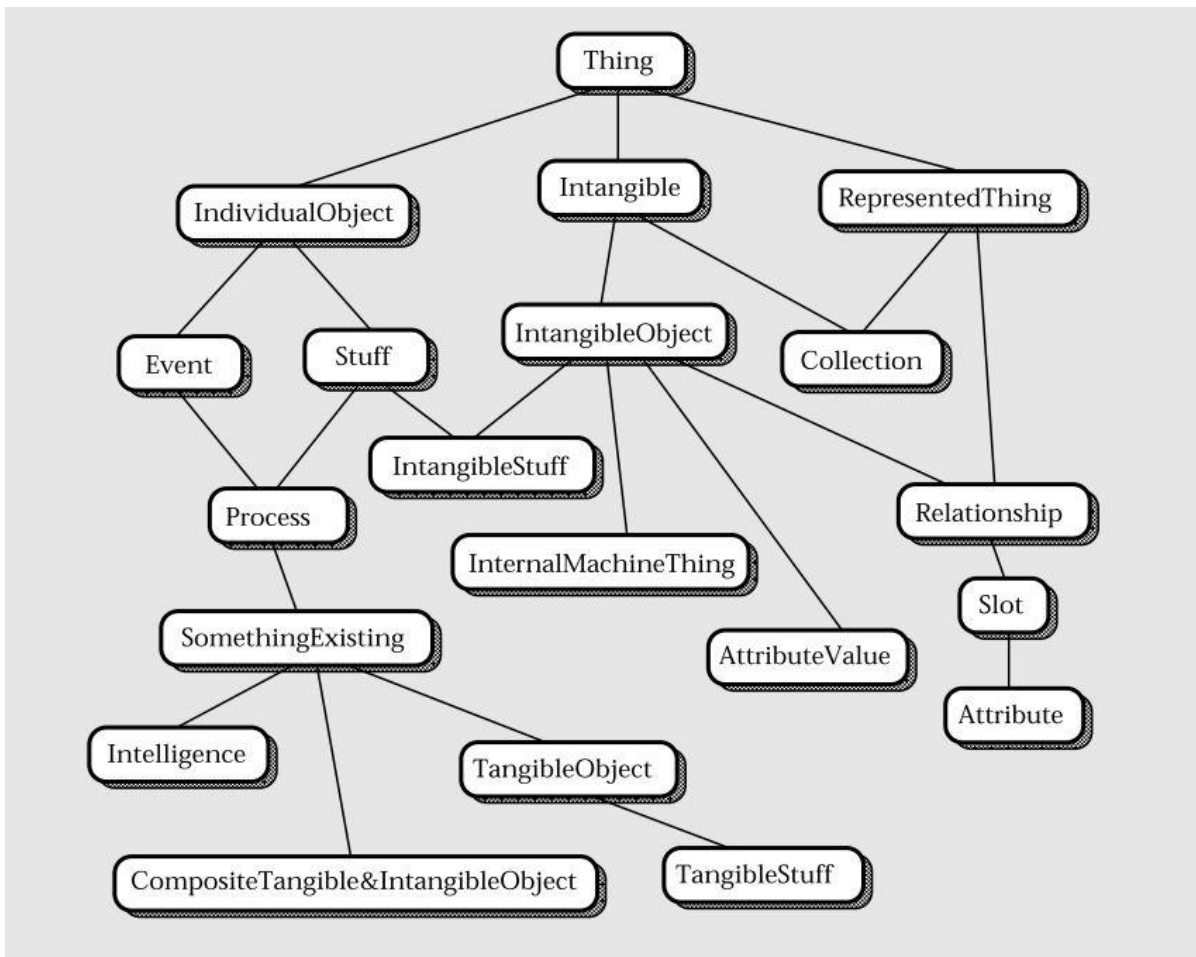 Thing
Intangible
RepresentedThing
IndividualObject
IntangibleObject
Event
Stuff
Collection
IntangibleStuff
Process
Relationship
InternalMachineThing
Slot
SomethingExisting
AttributeValue
Attribute
Intelligence
TangibleObject
CompositeTangible&IntangibleObject
TangibleStuff